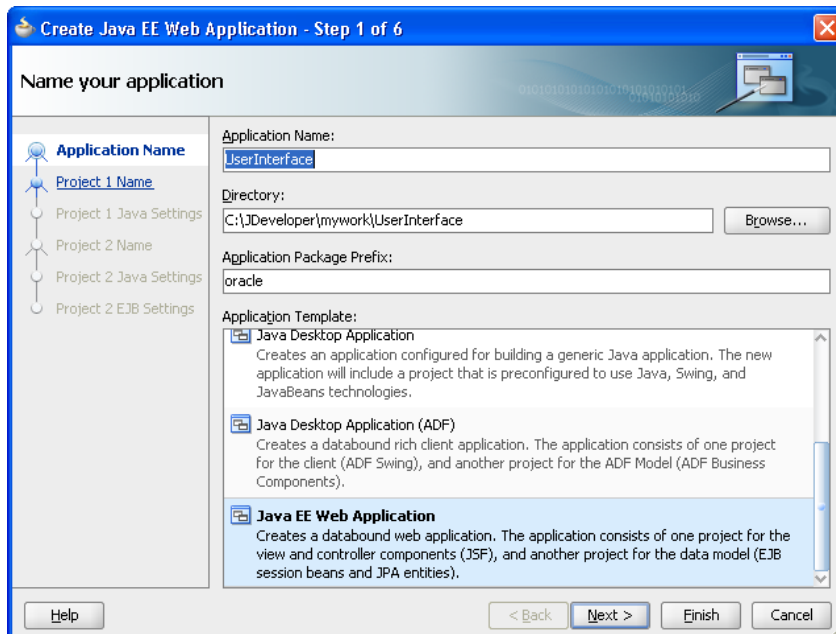 Create Java EE Web Application - Step 1 of 6
Name your application
Application Name
Project 1 Name
Project 1 Java Settings
Project 2 Name
Project 2 Java Settings
Project 2 EJB Settings
Application Name:
UserInterface
Directory:
C:\JDeveloper\mywork\UserInterface
Browse...
Application Package Prefix:
oracle
Application Template:
Java Desktop Application
Creates an application configured for building a generic Java application. The new
application will include a project that is preconfigured to use Java, Swing, and
JavaBeans technologies.
Java Desktop Application (ADF)
Creates a databound rich client application. The application consists of one project
for the client (ADF Swing), and another project for the ADF Model (ADF Business
Components).
Java EE Web Application
Creates a databound web application. The application consists of one project for the
view and controller components (JSF), and another project for the data model (EJB
session beans and JPA entities).
Help
< Back
Next >
Finish
Cancel